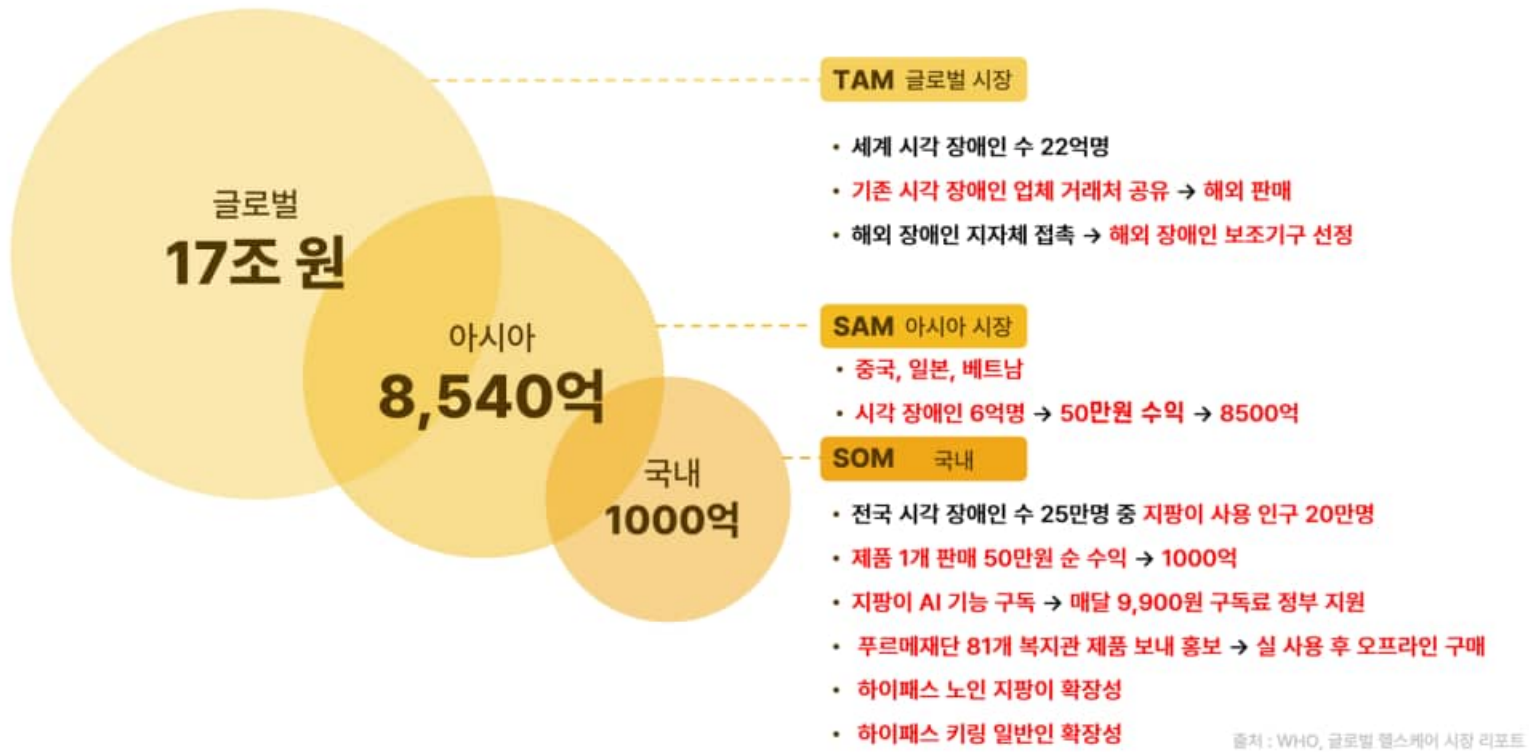 글로벌
17조 원
아시아
8,540억
국내
1000억
TAM 글로벌 시장
• 세계 시각 장애인 수 22억명
• 기존 시각 장애인 업체 거래처 공유 → 해외 판매
• 해외 장애인 지자체 접촉 → 해외 장애인 보조기구 선정
SAM 아시아 시장
• 중국, 일본, 베트남
• 시각 장애인 6억명 → 50만원 수익 → 8500억
SOM 국내
• 전국 시각 장애인 수 25만명 중 지팡이 사용 인구 20만명
• 제품 1개 판매 50만원 순 수익 → 1000억
• 지팡이 AI 기능 구독 → 매달 9,900원 구독료 정부 지원
• 푸르메재단 81개 복지관 제품 보내 홍보 → 실 사용 후 오프라인 구매
• 하이패스 노인 지팡이 확장성
• 하이패스 키링 일반인 확장성
출처 : WHO, 글로벌 헬스케어 시장 리포트